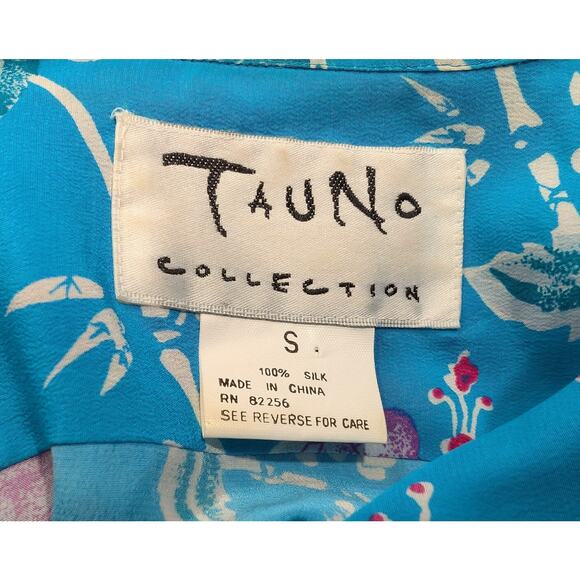 TAUNO
COLLECTION
S .
100% SILK
MADE IN CHINA
RN 82256
SEE REVERSE FOR CARE